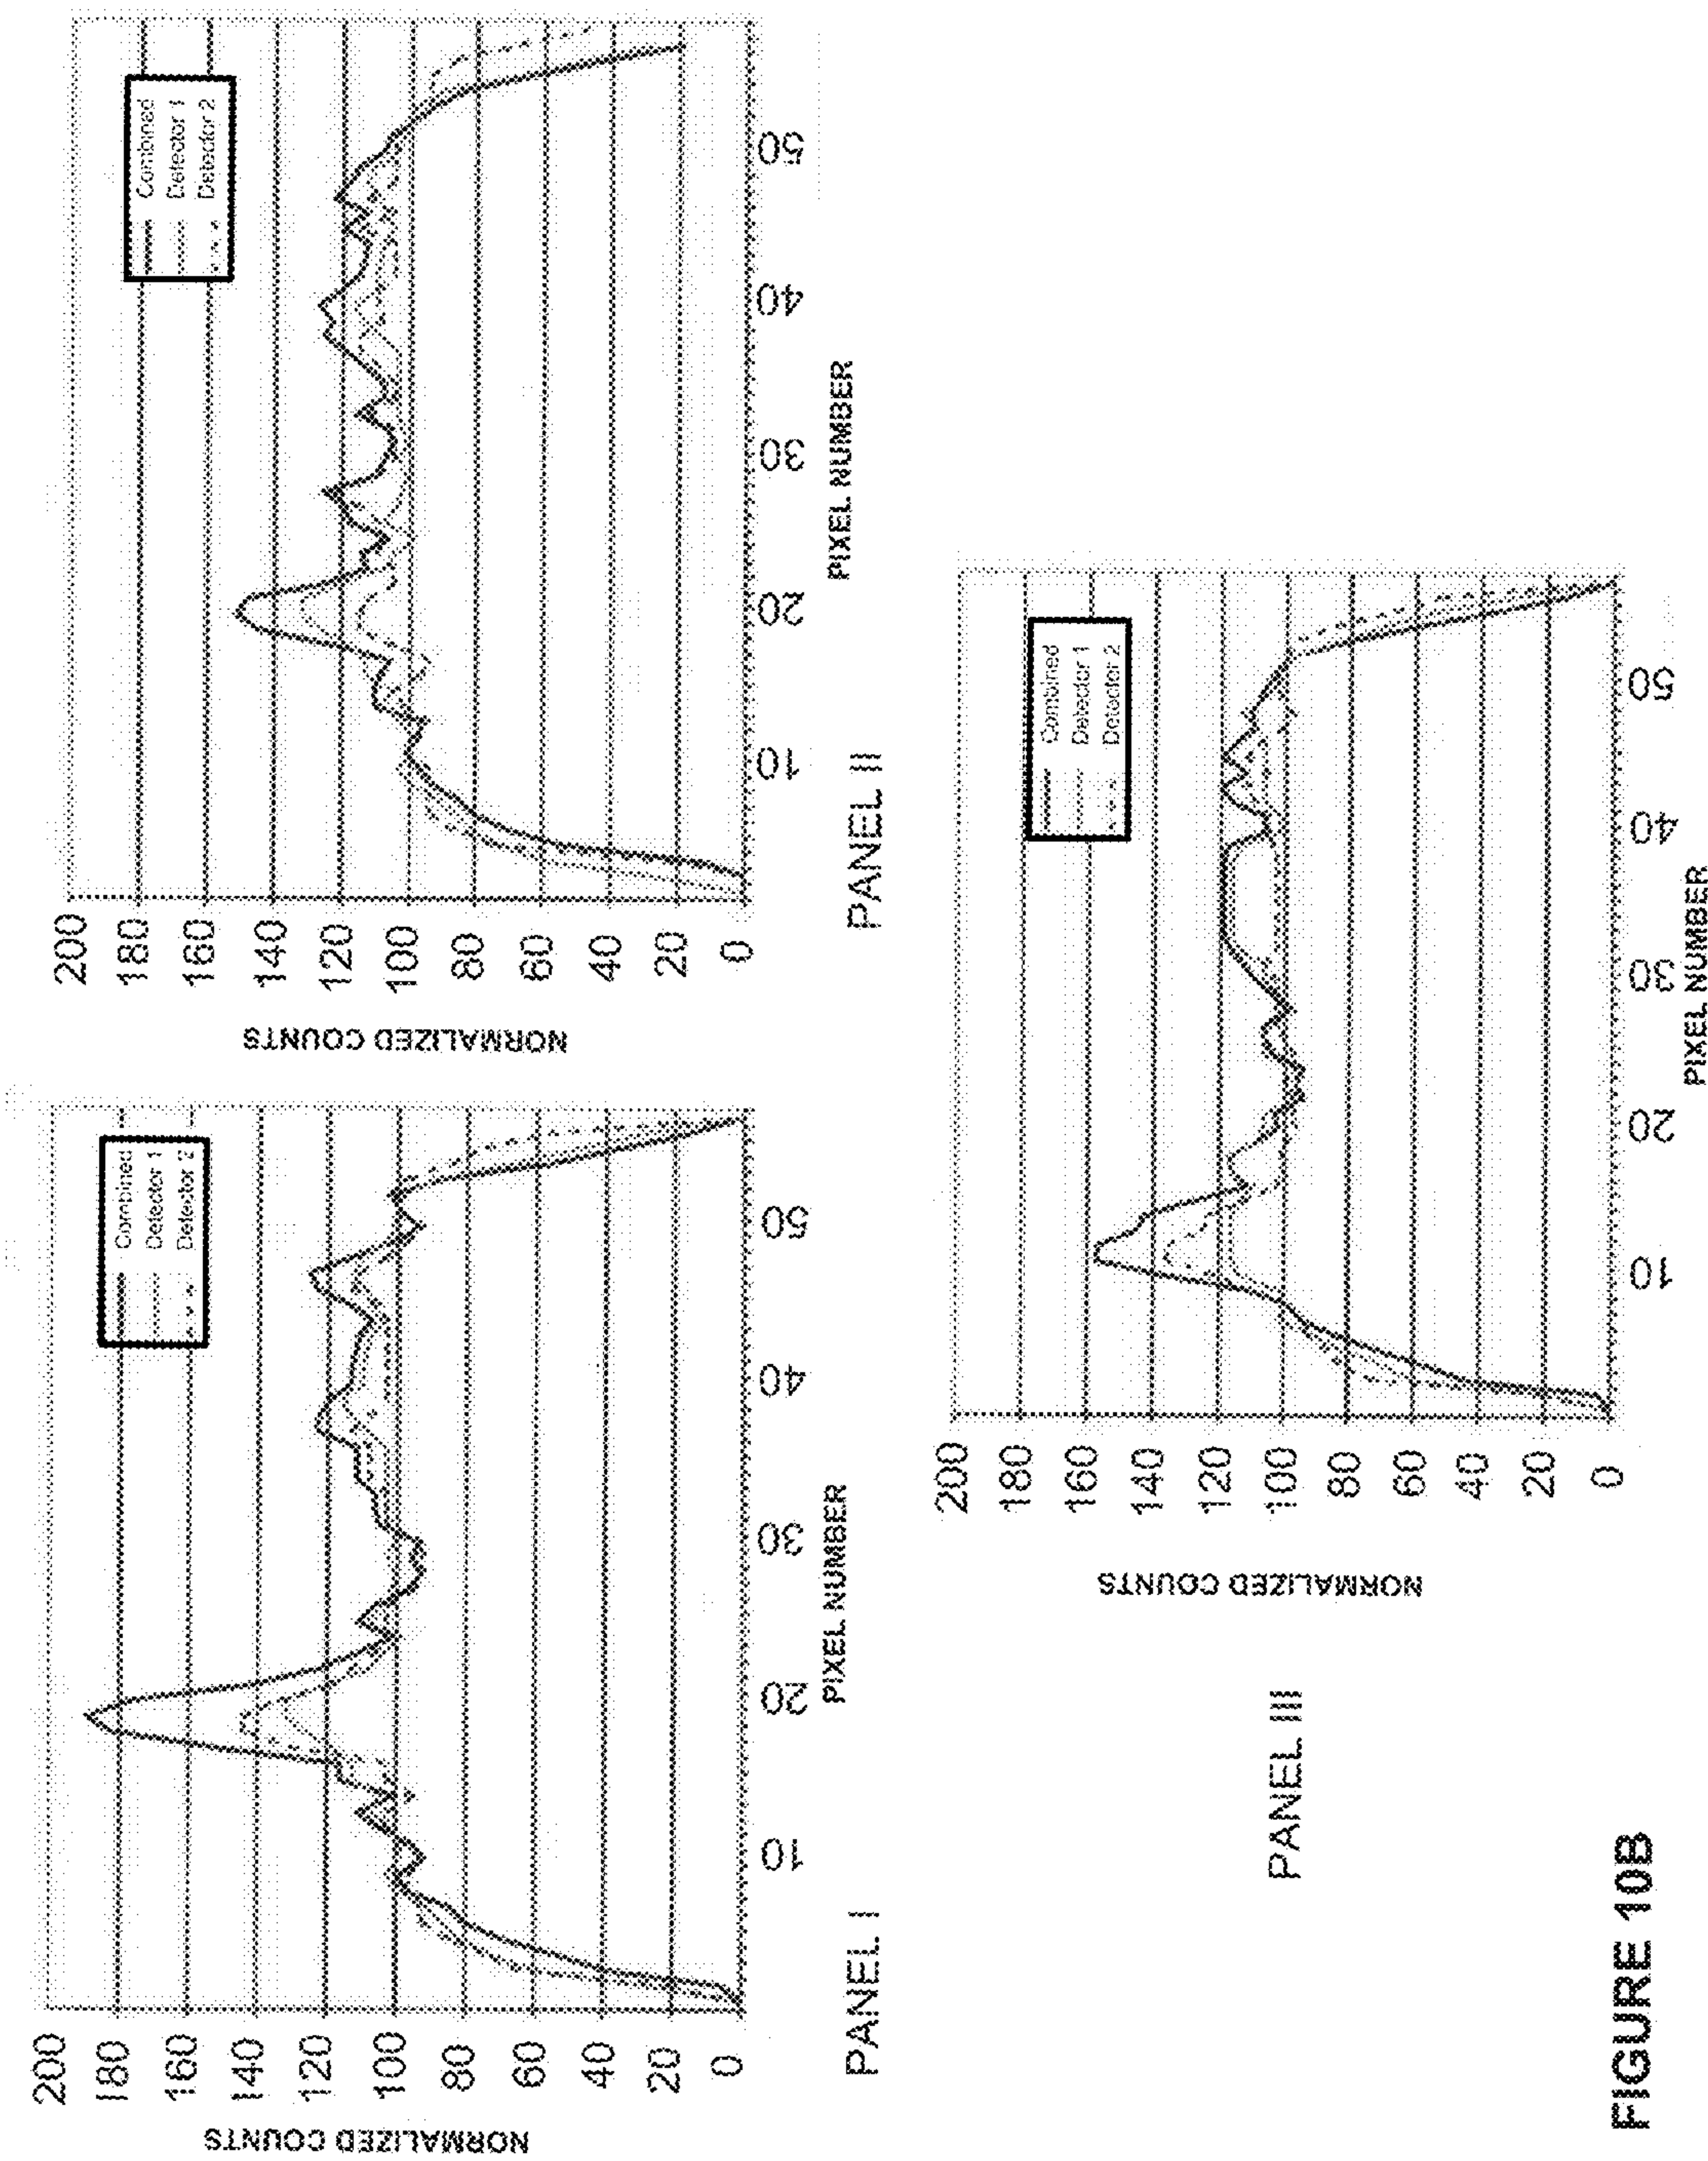 NORMALIZED COUNTS
200
180
160
140
120
100
80
60
40
20
0
Combined
Detector 1
Detector 2
10
20
30
40
50
PIXEL NUMBER
PANEL I
NORMALIZED COUNTS
200
180
160
140
120
100
80
60
40
20
0
Combined
Detector 1
Detector 2
10
20
30
40
50
PIXEL NUMBER
PANEL II
NORMALIZED COUNTS
200
180
160
140
120
100
80
60
40
20
0
Combined
Detector 1
Detector 2
10
20
30
40
50
PIXEL NUMBER
PANEL III
FIGURE 10B